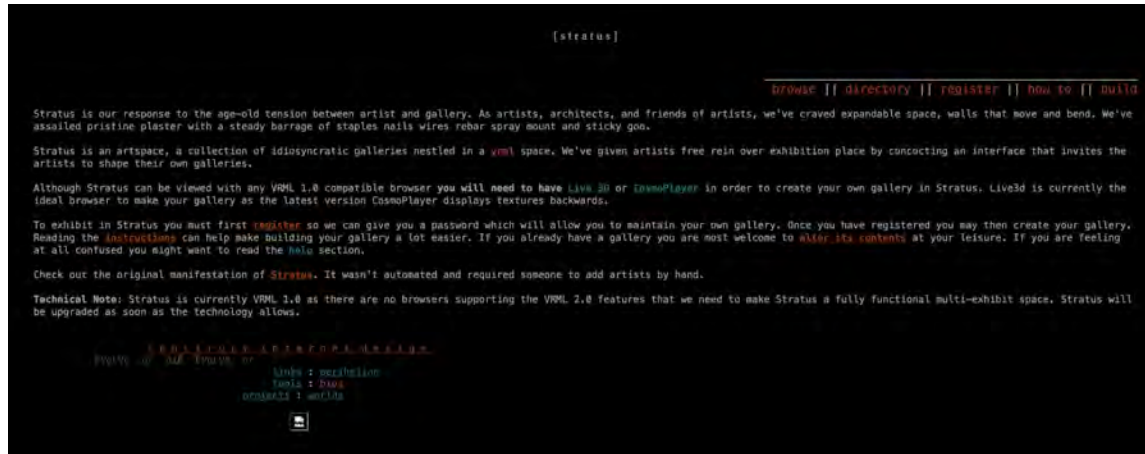 [stratus]
browse || directory || register || how to || build
Stratus is our response to the age-old tension between artist and gallery. As artists, architects, and friends of artists, we've craved expandable space, walls that move and bend. We've
assailed pristine plaster with a steady barrage of staples nails wires rebar spray mount and sticky goo.
Stratus is an artspace, a collection of idiosyncratic galleries nestled in a vrml space. We've given artists free rein over exhibition place by concocting an interface that invites the
artists to shape their own galleries.
Although Stratus can be viewed with any VRML 1.0 compatible browser you will need to have Live 3D or CosmoPlayer in order to create your own gallery in Stratus. Live3d is currently the
ideal browser to make your gallery as the latest version CosmoPlayer displays textures backwards.
To exhibit in Stratus you must first register so we can give you a password which will allow you to maintain your own gallery. Once you have registered you may then create your gallery.
Reading the instructions can help make building your gallery a lot easier. If you already have a gallery you are most welcome to alter its contents at your leisure. If you are feeling
at all confused you might want to read the help section.
Check out the original manifestation of Stratus. It wasn't automated and required someone to add artists by hand.
Technical Note: Stratus is currently VRML 1.0 as there are no browsers supporting the VRML 2.0 features that we need to make Stratus a fully functional multi-exhibit space. Stratus will
be upgraded as soon as the technology allows.
construct internet design
links : perihelion
tools : bios
projects : worlds